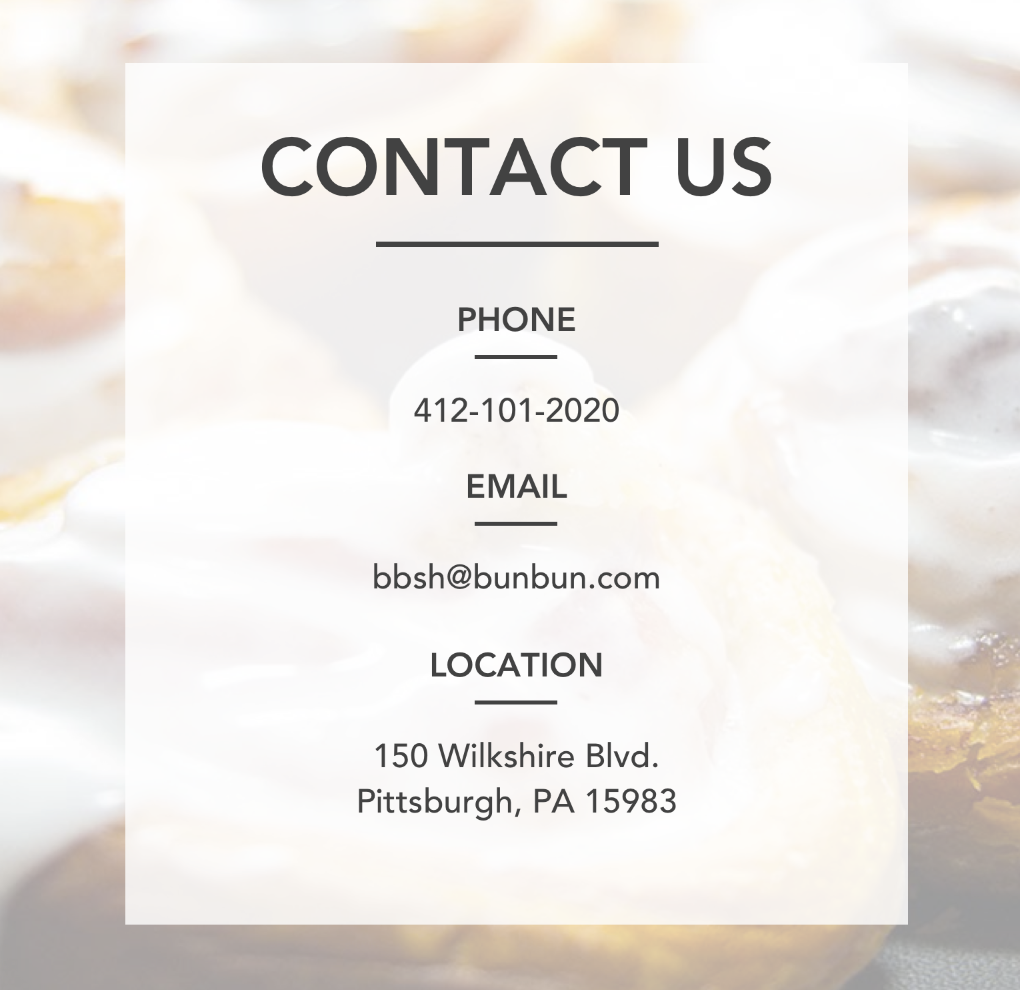 CONTACT US
PHONE
412-101-2020
EMAIL
bbsh@bunbun.com
LOCATION
150 Wilkshire Blvd.
Pittsburgh, PA 15983